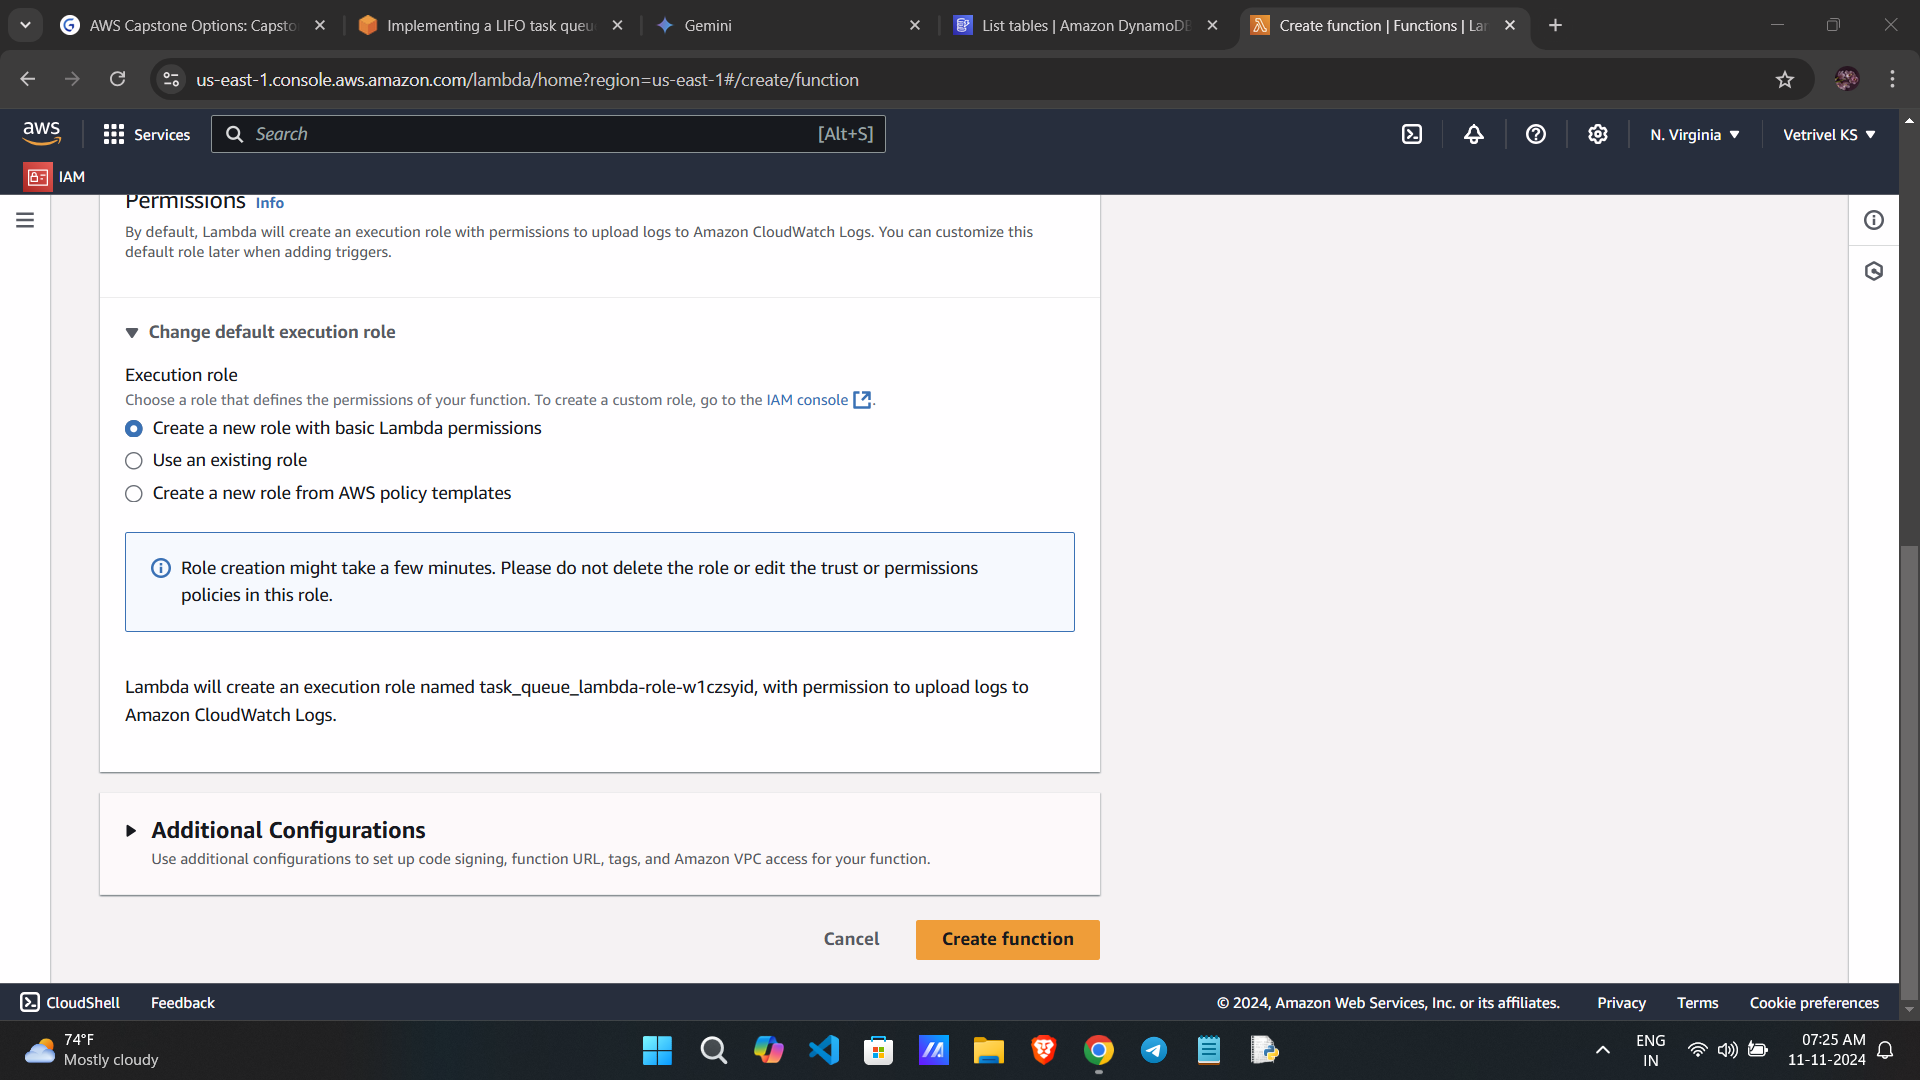 AWS Capstone Options: Capsto
Implementing a LIFO task queu
Gemini
List tables | Amazon DynamoDB
Create function | Functions | Lam
us-east-1.console.aws.amazon.com/lambda/home?region=us-east-1#/create/function
aws
Services
Search
[Alt+S]
N. Virginia
Vetrivel KS
IAM
Permissions Info
By default, Lambda will create an execution role with permissions to upload logs to Amazon CloudWatch Logs. You can customize this
default role later when adding triggers.
Change default execution role
Execution role
Choose a role that defines the permissions of your function. To create a custom role, go to the IAM console.
Create a new role with basic Lambda permissions
Use an existing role
Create a new role from AWS policy templates
Role creation might take a few minutes. Please do not delete the role or edit the trust or permissions
policies in this role.
Lambda will create an execution role named task_queue_lambda-role-w1czsyid, with permission to upload logs to
Amazon CloudWatch Logs.
Additional Configurations
Use additional configurations to set up code signing, function URL, tags, and Amazon VPC access for your function.
Cancel
Create function
CloudShell
Feedback
© 2024, Amazon Web Services, Inc. or its affiliates.
Privacy
Terms
Cookie preferences
74°F
Mostly cloudy
ENG
IN
07:25 AM
11-11-2024